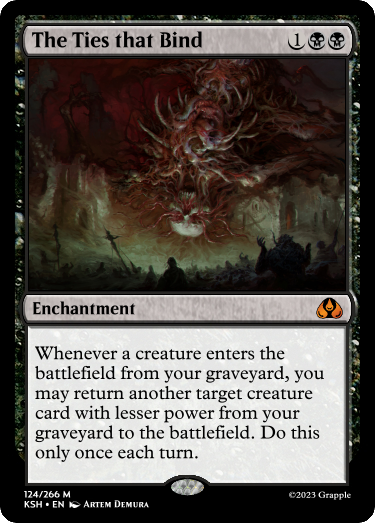 The Ties that Bind 1
Enchantment
Whenever a creature enters the
battlefield from your graveyard, you
may return another target creature
card with lesser power from your
graveyard to the battlefield. Do this
only once each turn.
124/266 M
KSH • EN Artem Demura
©2023 Grapple